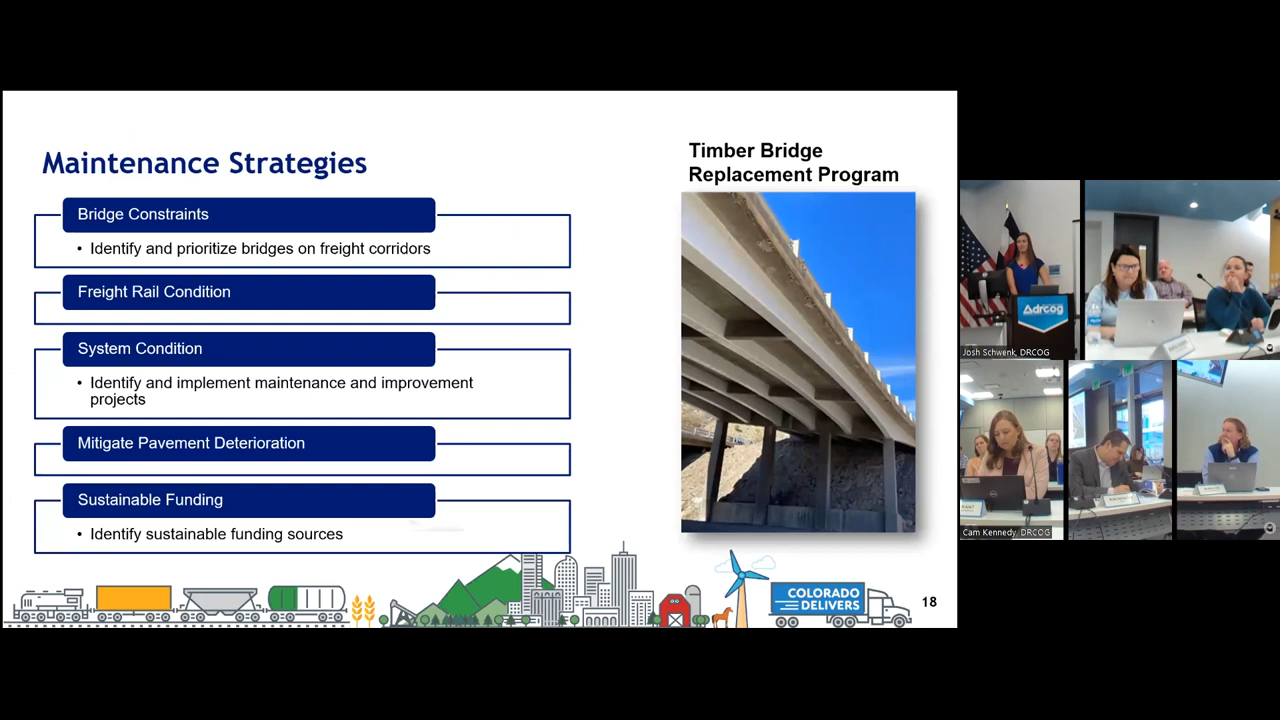 Maintenance Strategies
Bridge Constraints
• Identify and prioritize bridges on freight corridors
Freight Rail Condition
System Condition
• Identify and implement maintenance and improvement
projects
Mitigate Pavement Deterioration
Sustainable Funding
• Identify sustainable funding sources
Timber Bridge
Replacement Program
COLORADO
DELIVERS
18
drcog
Josh Schwenk, DRCOG
Cam Kennedy, DRCOG